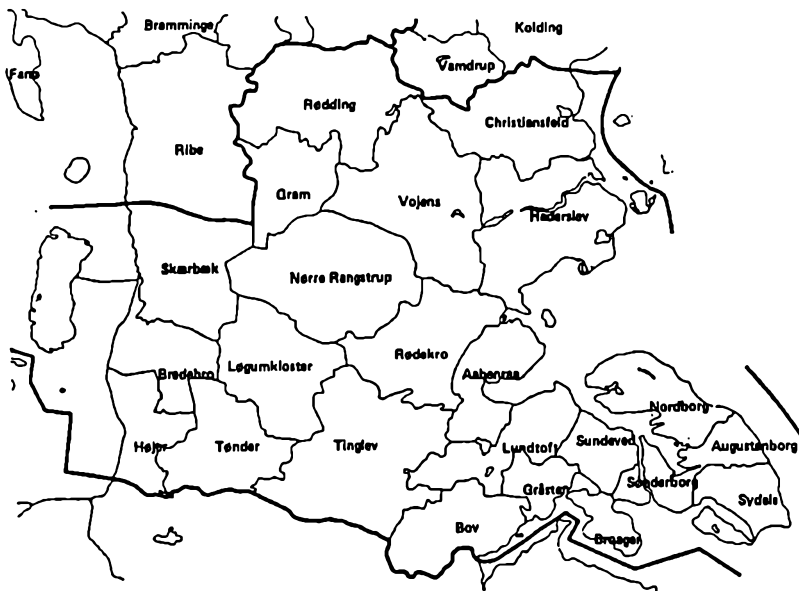 Bramminge
Kolding
Fanø
Vamdrup
Rødding
Christiansfeld
Ribe
Gram
Vojens
Haderslev
Skærbæk
Nørre Rangstrup
Bredebro
Løgumkloster
Rødekro
Aabenraa
Nordborg
Højer
Tønder
Tinglev
Lundtoft
Sundeved
Augustenborg
Gråsten
Sønderborg
Sydals
Bov
Broager